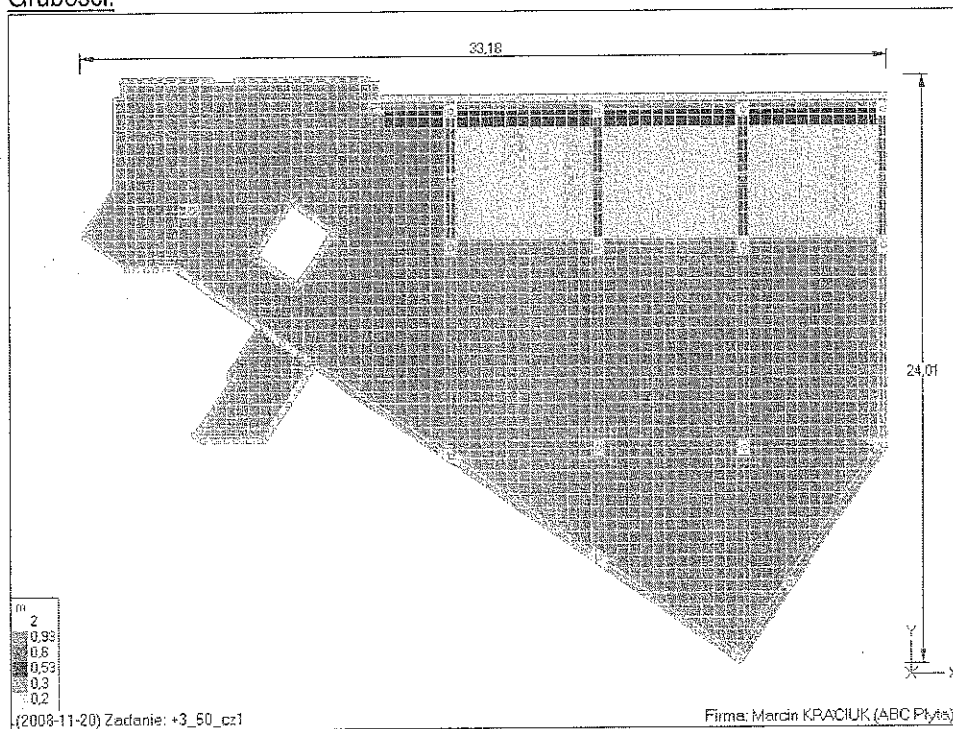 Grubości:
33,18
24,01
m
2
0,93
0,6
0,53
0,3
0,2
Y
X
(2008-11-20) Zadanie: +3_50_cz1
Firma: Marcin KRACIUK (ABC Płyta)